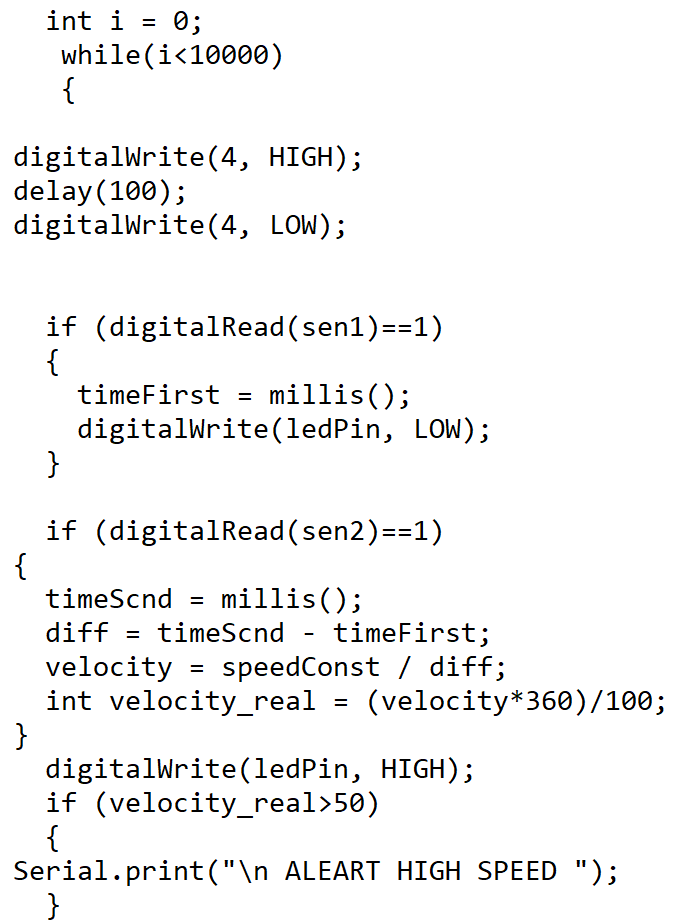 int i = 0;
while(i<10000)
{
digitalWrite(4, HIGH);
delay(100);
digitalWrite(4, LOW);
if (digitalRead(sen1)==1)
{
timeFirst = millis();
digitalWrite(ledPin, LOW);
}
if (digitalRead(sen2)==1)
{
timeScnd = millis();
diff = timeScnd - timeFirst;
velocity = speedConst / diff;
int velocity_real = (velocity*360)/100;
}
digitalWrite(ledPin, HIGH);
if (velocity_real>50)
{
Serial.print("\n ALEART HIGH SPEED ");
}